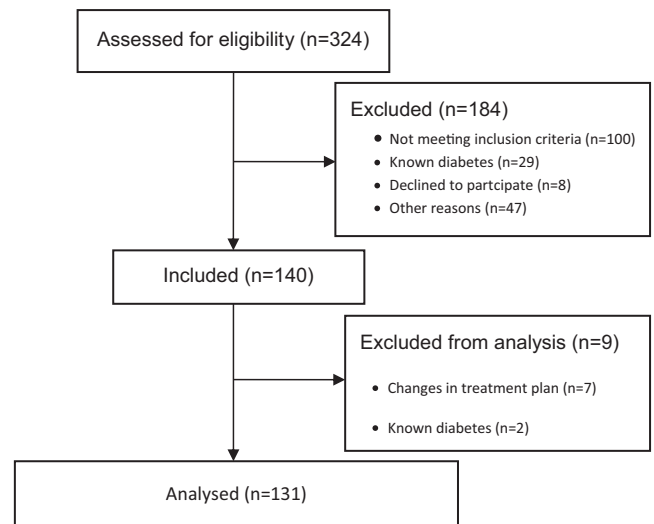 Assessed for eligibility (n=324)
Excluded (n=184)
• Not meeting inclusion criteria (n=100)
• Known diabetes (n=29)
• Declined to partcipate (n=8)
• Other reasons (n=47)
Included (n=140)
Excluded from analysis (n=9)
• Changes in treatment plan (n=7)
• Known diabetes (n=2)
Analysed (n=131)